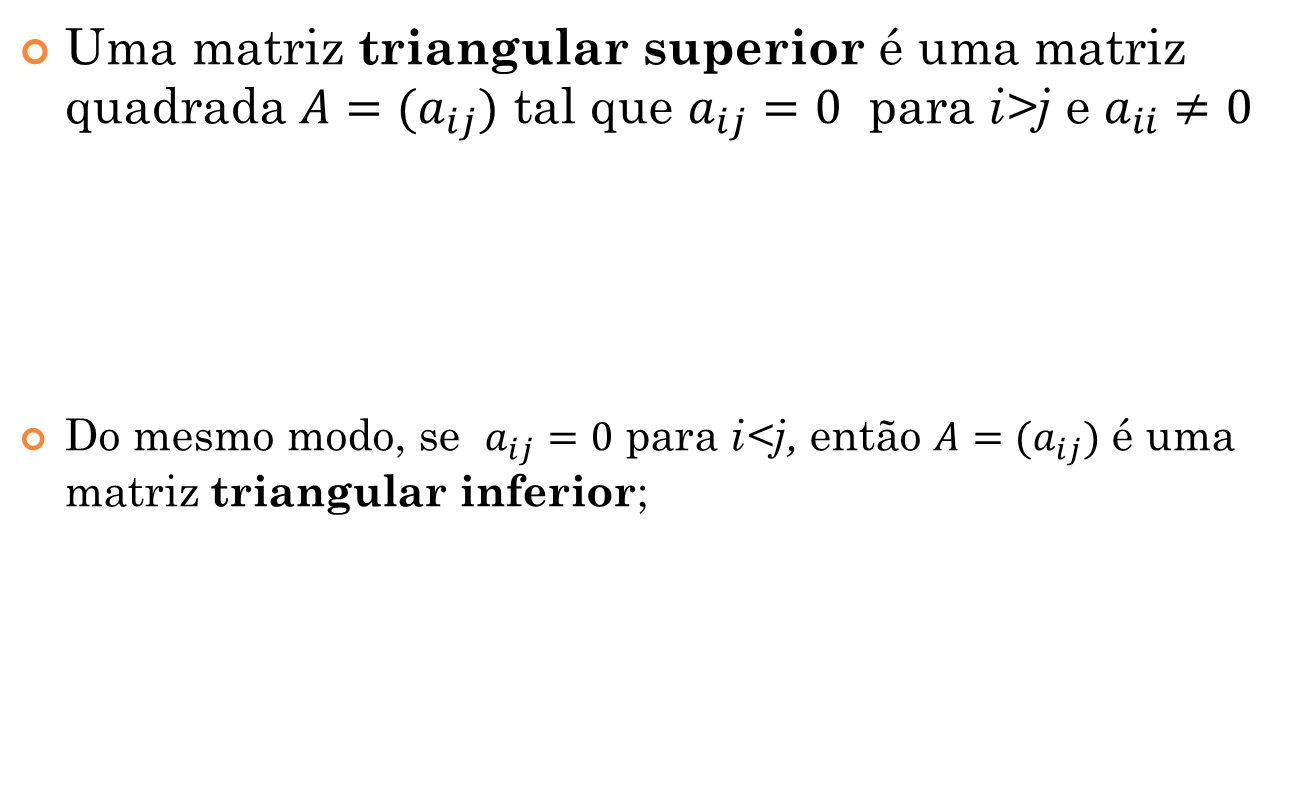 Uma matriz triangular superior é uma matriz
quadrada A = (aᵢⱼ) tal que aᵢⱼ = 0 para i>j e aᵢᵢ ≠ 0
Do mesmo modo, se aᵢⱼ = 0 para i<j, então A = (aᵢⱼ) é uma
matriz triangular inferior;